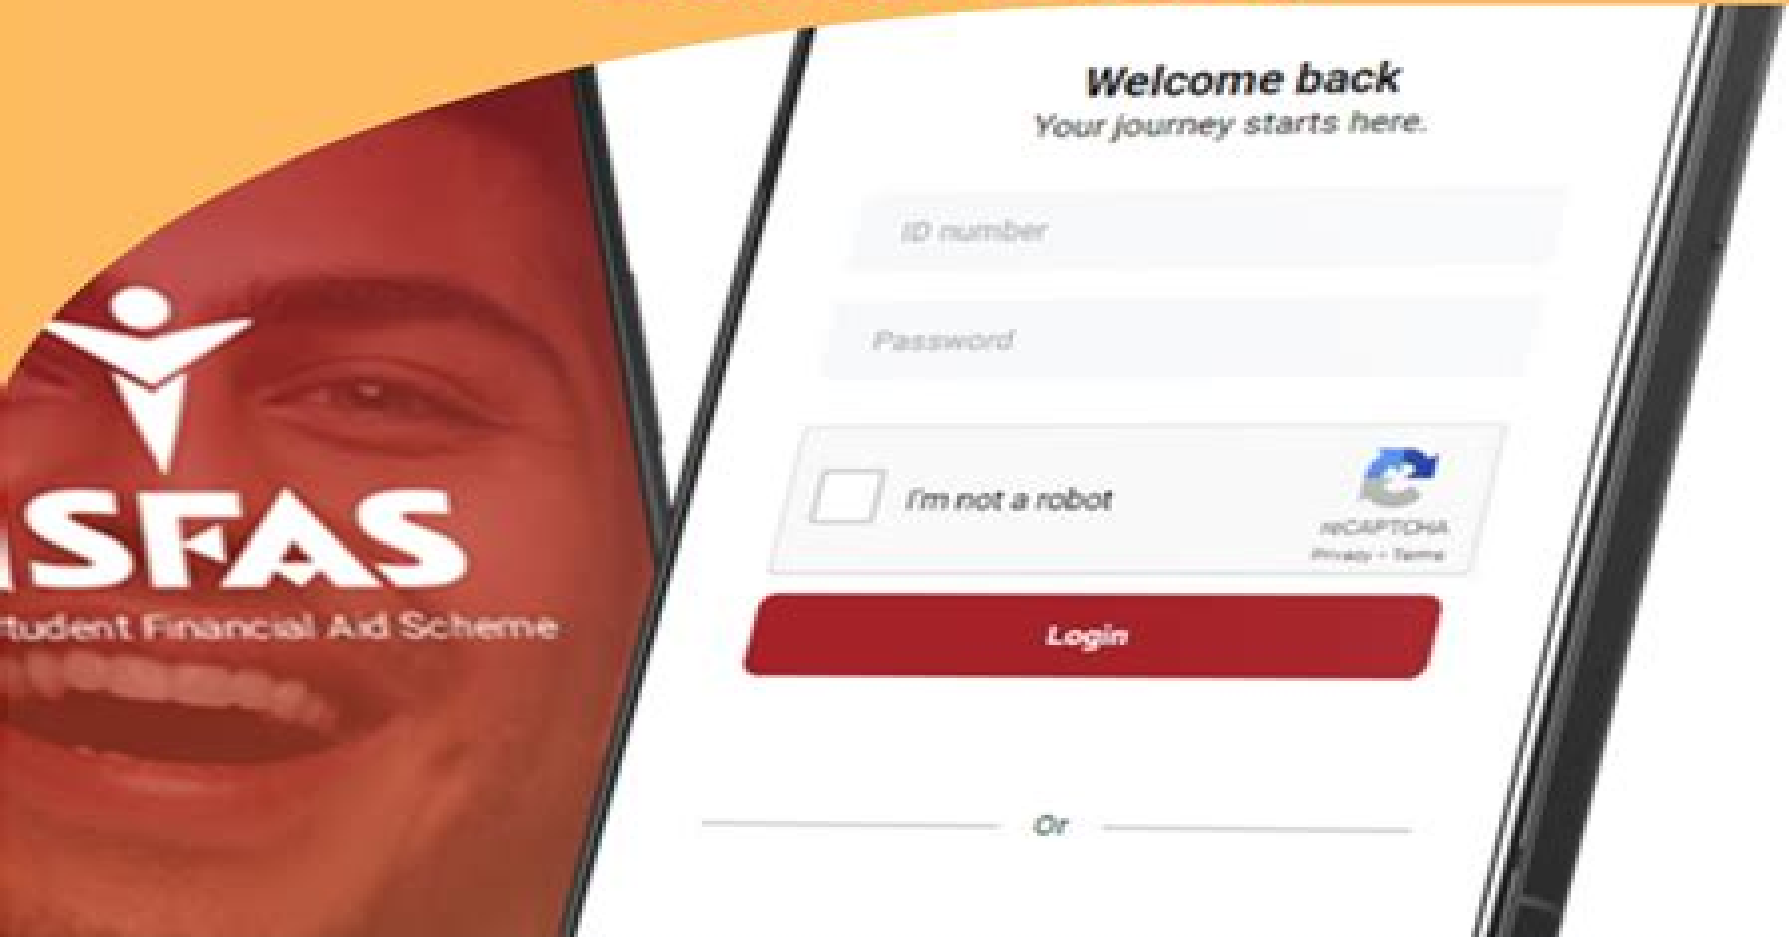 Welcome back
Your journey starts here.
ID number
Password
I'm not a robot
reCAPTCHA
Privacy - Terms
Login
Or
SFAS
tudent Financial Aid Scheme